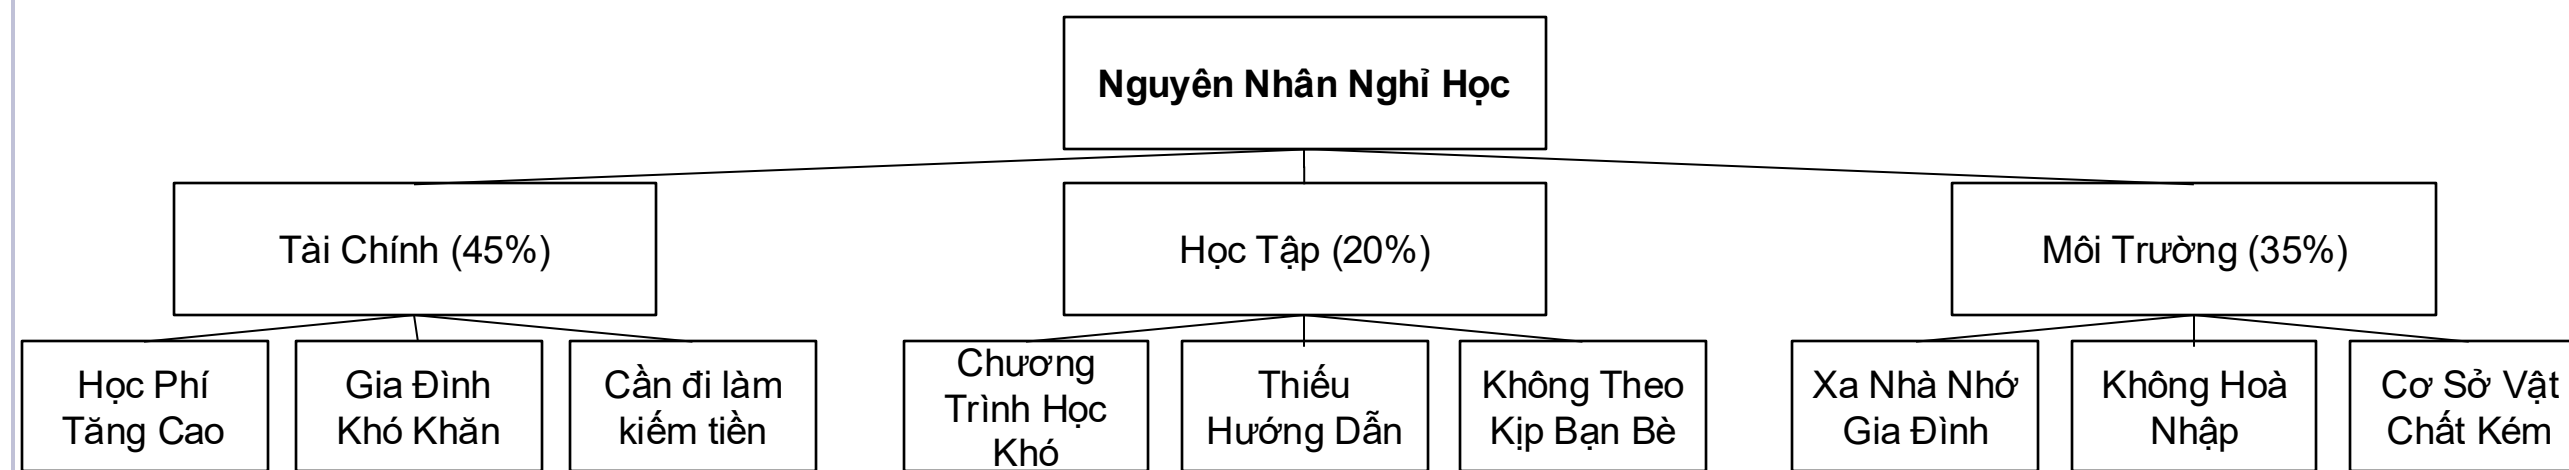 Nguyên Nhân Nghỉ Học
Tài Chính (45%)
Học Tập (20%)
Môi Trường (35%)
Học Phí
Tăng Cao
Gia Đình
Khó Khăn
Cần đi làm
kiếm tiền
Chương
Trình Học
Khó
Thiếu
Hướng Dẫn
Không Theo
Kịp Bạn Bè
Xa Nhà Nhớ
Gia Đình
Không Hoà
Nhập
Cơ Sở Vật
Chất Kém